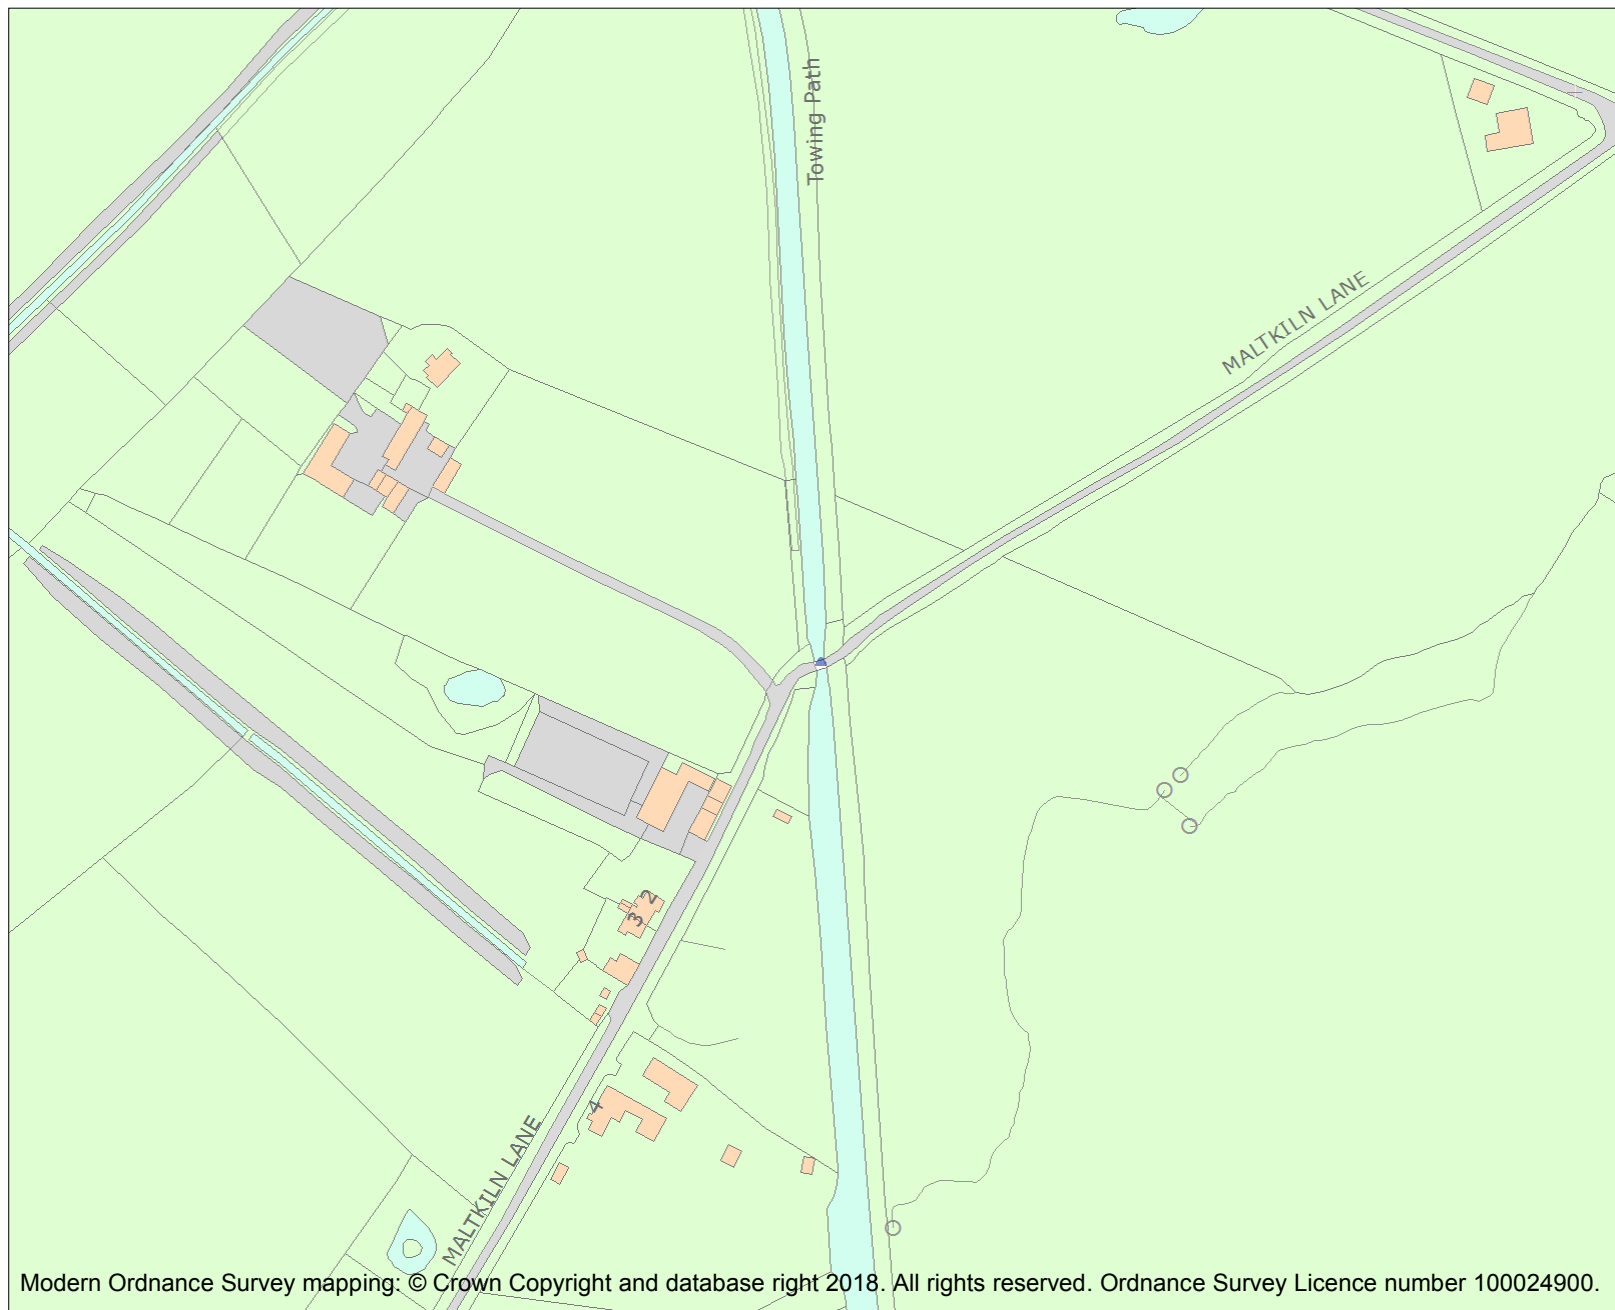 Towing Path
MALTKILN LANE
2
3
4
MALTKILN LANE
Modern Ordnance Survey mapping: © Crown Copyright and database right 2018. All rights reserved. Ordnance Survey Licence number 100024900.